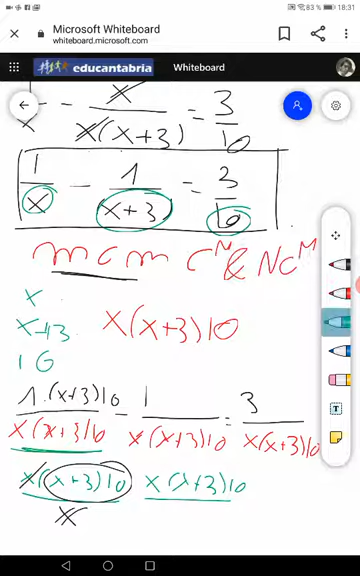 83 % 18:31
Microsoft Whiteboard
whiteboard.microsoft.com
educantabria Whiteboard
x/x(x+3) = 3/10
1/x - 1/(x+3) = 3/10
mcm C^N & NC^M
x
x+3
10
x(x+3)10
1.(x+3)10/x(x+3)10 - 1/x(x+3)10 = 3/x(x+3)10
x(x+3)10 x(x+3)10
x
T